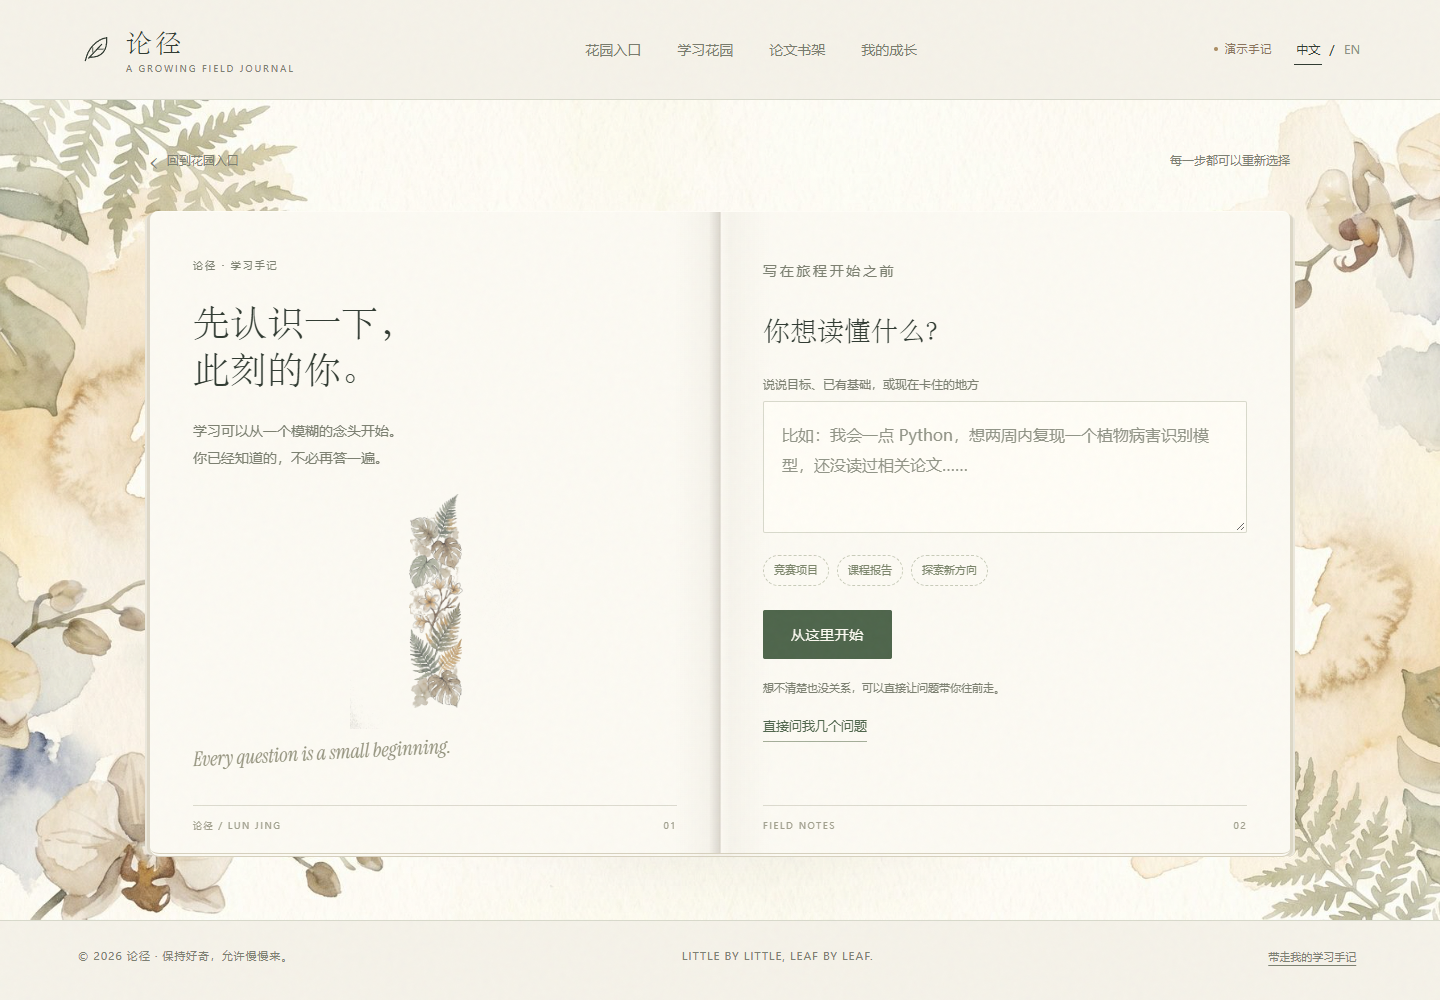 论径
A GROWING FIELD JOURNAL
花园入口
学习花园
论文书架
我的成长
演示手记
中文 / EN
回到花园入口
每一步都可以重新选择
论径 · 学习手记
先认识一下，
此刻的你。
学习可以从一个模糊的念头开始。
你已经知道的，不必再答一遍。
Every question is a small beginning.
论径 / LUN JING
01
写在旅程开始之前
你想读懂什么？
说说目标、已有基础，或现在卡住的地方
比如：我会一点 Python，想两周内复现一个植物病害识别模
型，还没读过相关论文……
竞赛项目
课程报告
探索新方向
从这里开始
想不清楚也没关系，可以直接让问题带你往前走。
直接问我几个问题
FIELD NOTES
02
© 2026 论径 · 保持好奇，允许慢慢来。
LITTLE BY LITTLE, LEAF BY LEAF.
带走我的学习手记